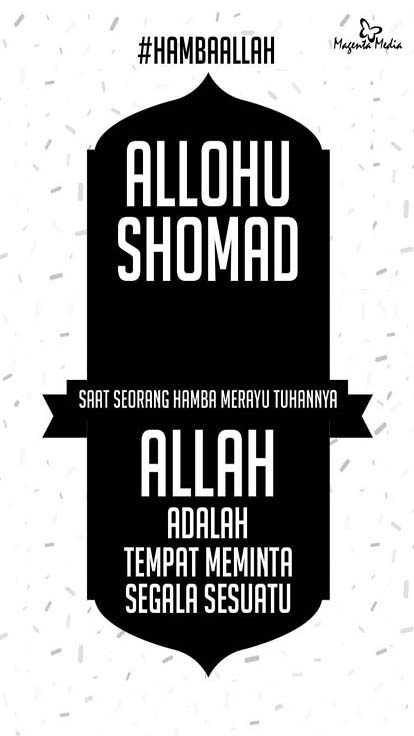 #HAMBAALLAH
Magenta Media
ALLOHU
SHOMAD
SAAT SEORANG HAMBA MERAYU TUHANNYA
ALLAH
ADALAH
TEMPAT MEMINTA
SEGALA SESUATU